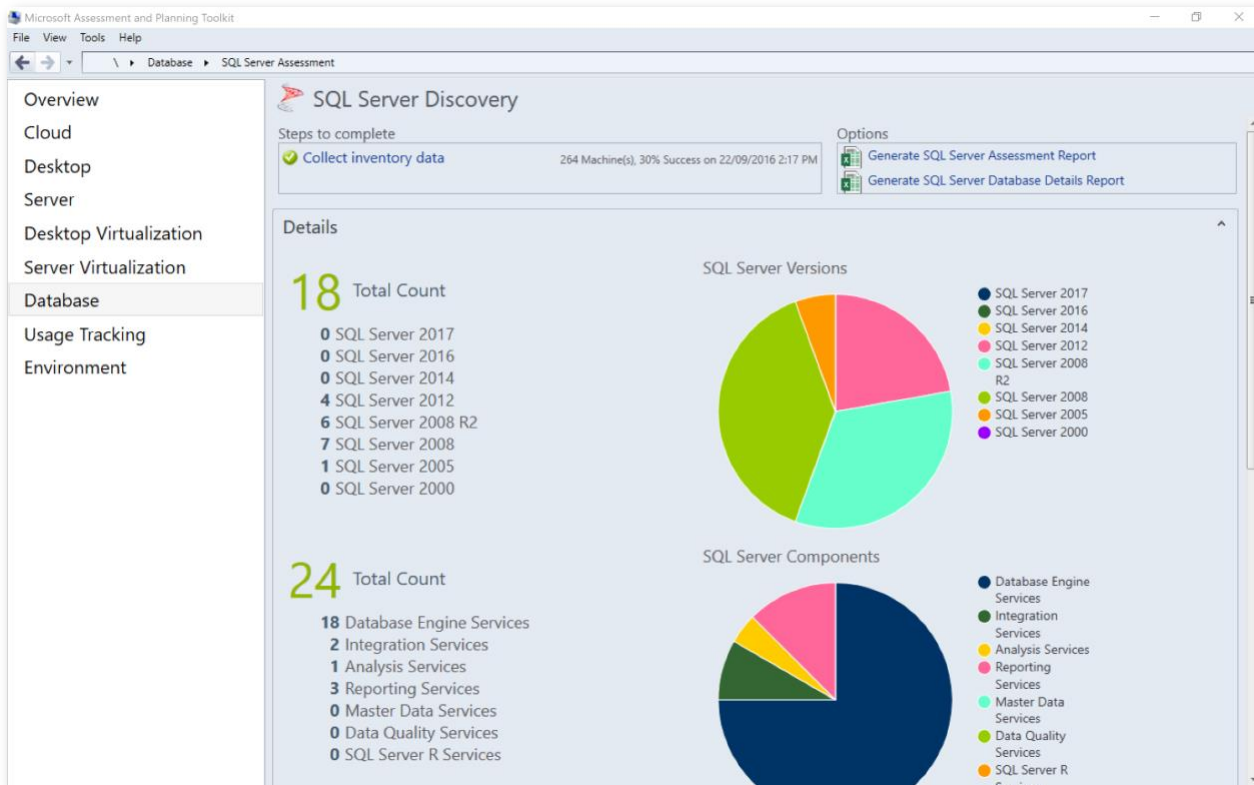 Microsoft Assessment and Planning Toolkit
File View Tools Help
\ Database SQL Server Assessment
Overview
Cloud
Desktop
Server
Desktop Virtualization
Server Virtualization
Database
Usage Tracking
Environment
SQL Server Discovery
Steps to complete
Collect inventory data 264 Machine(s), 30% Success on 22/09/2016 2:17 PM
Options
Generate SQL Server Assessment Report
Generate SQL Server Database Details Report
Details
18 Total Count
0 SQL Server 2017
0 SQL Server 2016
0 SQL Server 2014
4 SQL Server 2012
6 SQL Server 2008 R2
7 SQL Server 2008
1 SQL Server 2005
0 SQL Server 2000
SQL Server Versions
SQL Server 2017
SQL Server 2016
SQL Server 2014
SQL Server 2012
SQL Server 2008
R2
SQL Server 2008
SQL Server 2005
SQL Server 2000
24 Total Count
18 Database Engine Services
2 Integration Services
1 Analysis Services
3 Reporting Services
0 Master Data Services
0 Data Quality Services
0 SQL Server R Services
SQL Server Components
Database Engine
Services
Integration
Services
Analysis Services
Reporting
Services
Master Data
Services
Data Quality
Services
SQL Server R